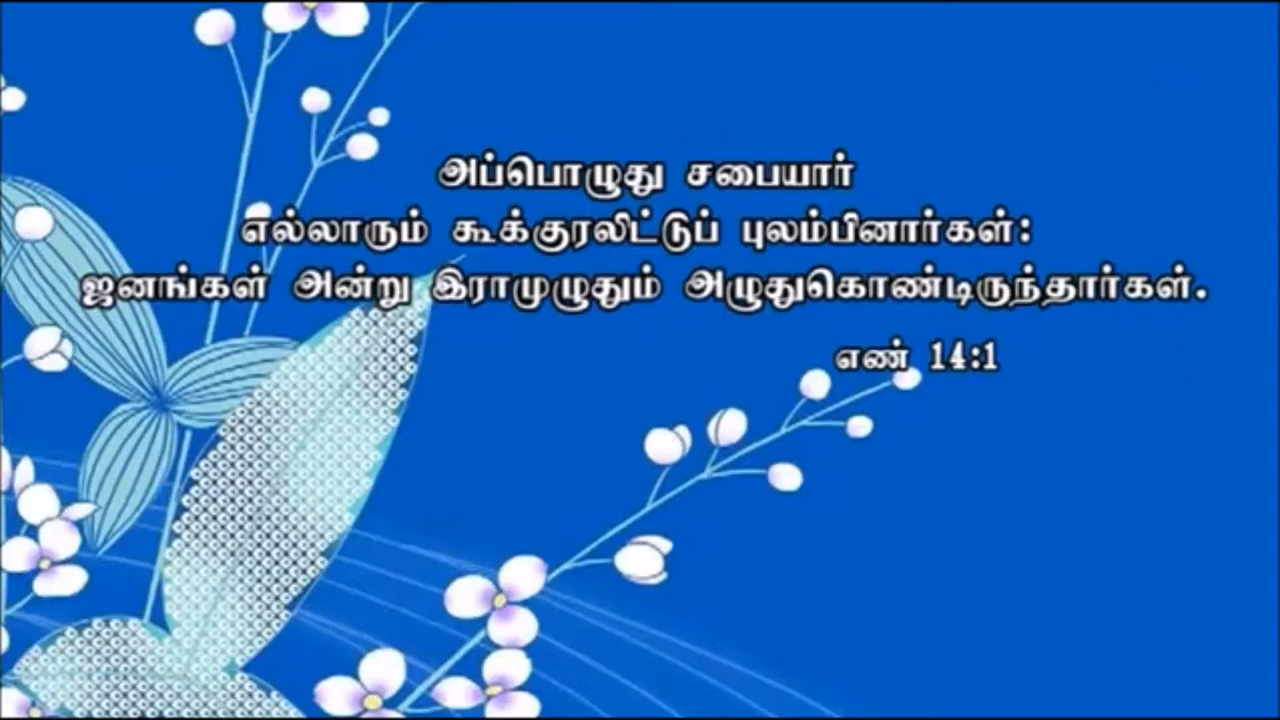 அப்பொழுது சபையார்
எல்லாரும் கூக்குரலிட்டுப் புலம்பினார்கள்:
ஜனங்கள் அன்று இராமுழுதும் அழுதுகொண்டிருந்தார்கள்.
எண் 14:1